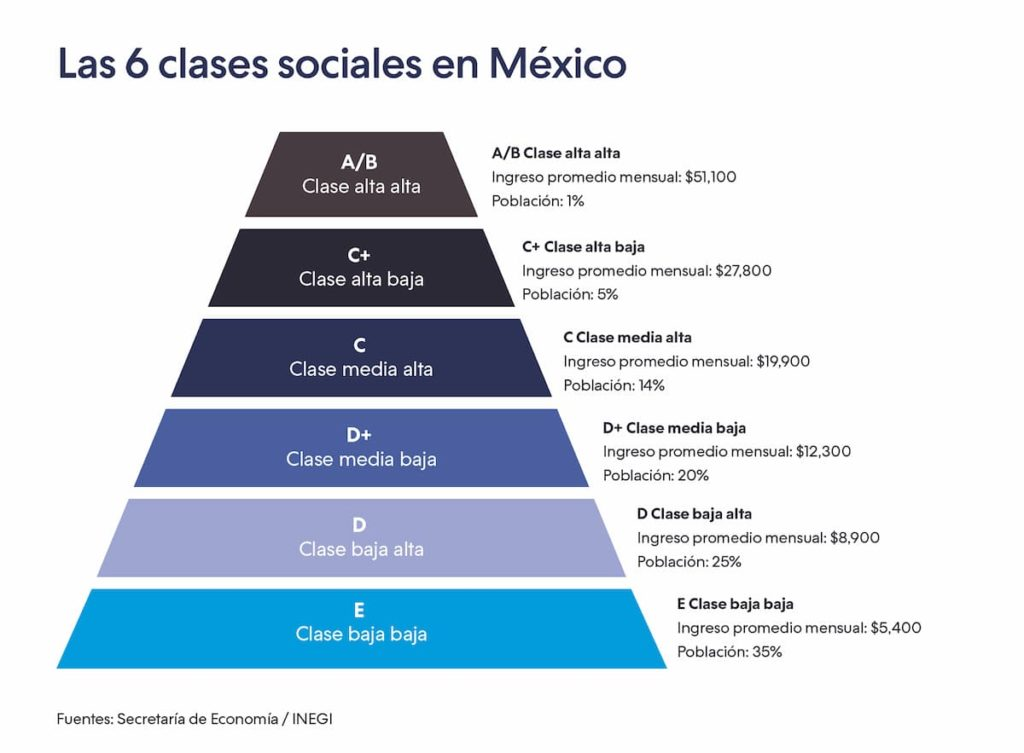 Las 6 clases sociales en México
A/B
Clase alta alta
A/B Clase alta alta
Ingreso promedio mensual: $51,100
Población: 1%
C+
Clase alta baja
C+ Clase alta baja
Ingreso promedio mensual: $27,800
Población: 5%
C
Clase media alta
C Clase media alta
Ingreso promedio mensual: $19,900
Población: 14%
D+
Clase media baja
D+ Clase media baja
Ingreso promedio mensual: $12,300
Población: 20%
D
Clase baja alta
D Clase baja alta
Ingreso promedio mensual: $8,900
Población: 25%
E
Clase baja baja
E Clase baja baja
Ingreso promedio mensual: $5,400
Población: 35%
Fuentes: Secretaría de Economía / INEGI